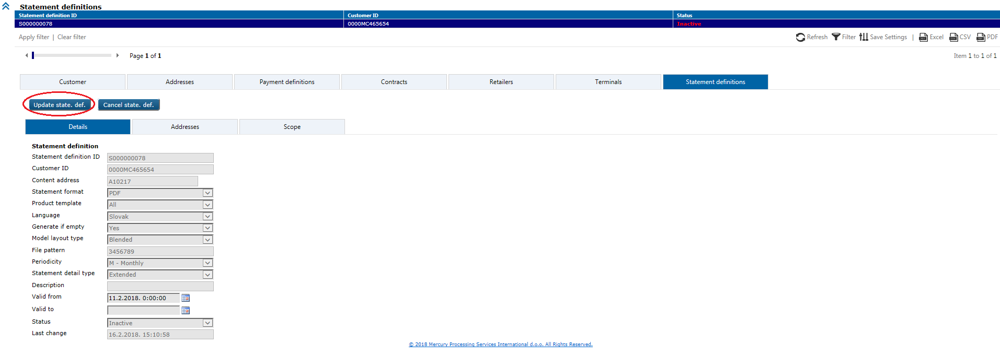 Statement definitions
Statement definition ID Customer ID Status
S000000078 0000MC465654 Inactive
Apply filter | Clear filter Refresh Filter Save Settings | Excel CSV PDF
Page 1 of 1 Item 1 to 1 of 1
Customer Addresses Payment definitions Contracts Retailers Terminals Statement definitions
Update state. def. Cancel state. def.
Details Addresses Scope
Statement definition
Statement definition ID S000000078
Customer ID 0000MC465654
Content address A10217
Statement format PDF
Product template All
Language Slovak
Generate if empty Yes
Model layout type Blended
File pattern 3456789
Periodicity M - Monthly
Statement detail type Extended
Description
Valid from 11.2.2018. 0:00:00
Valid to
Status Inactive
Last change 16.2.2018. 15:10:58
© 2018 Mercury Processing Services International d.o.o. All Rights Reserved.